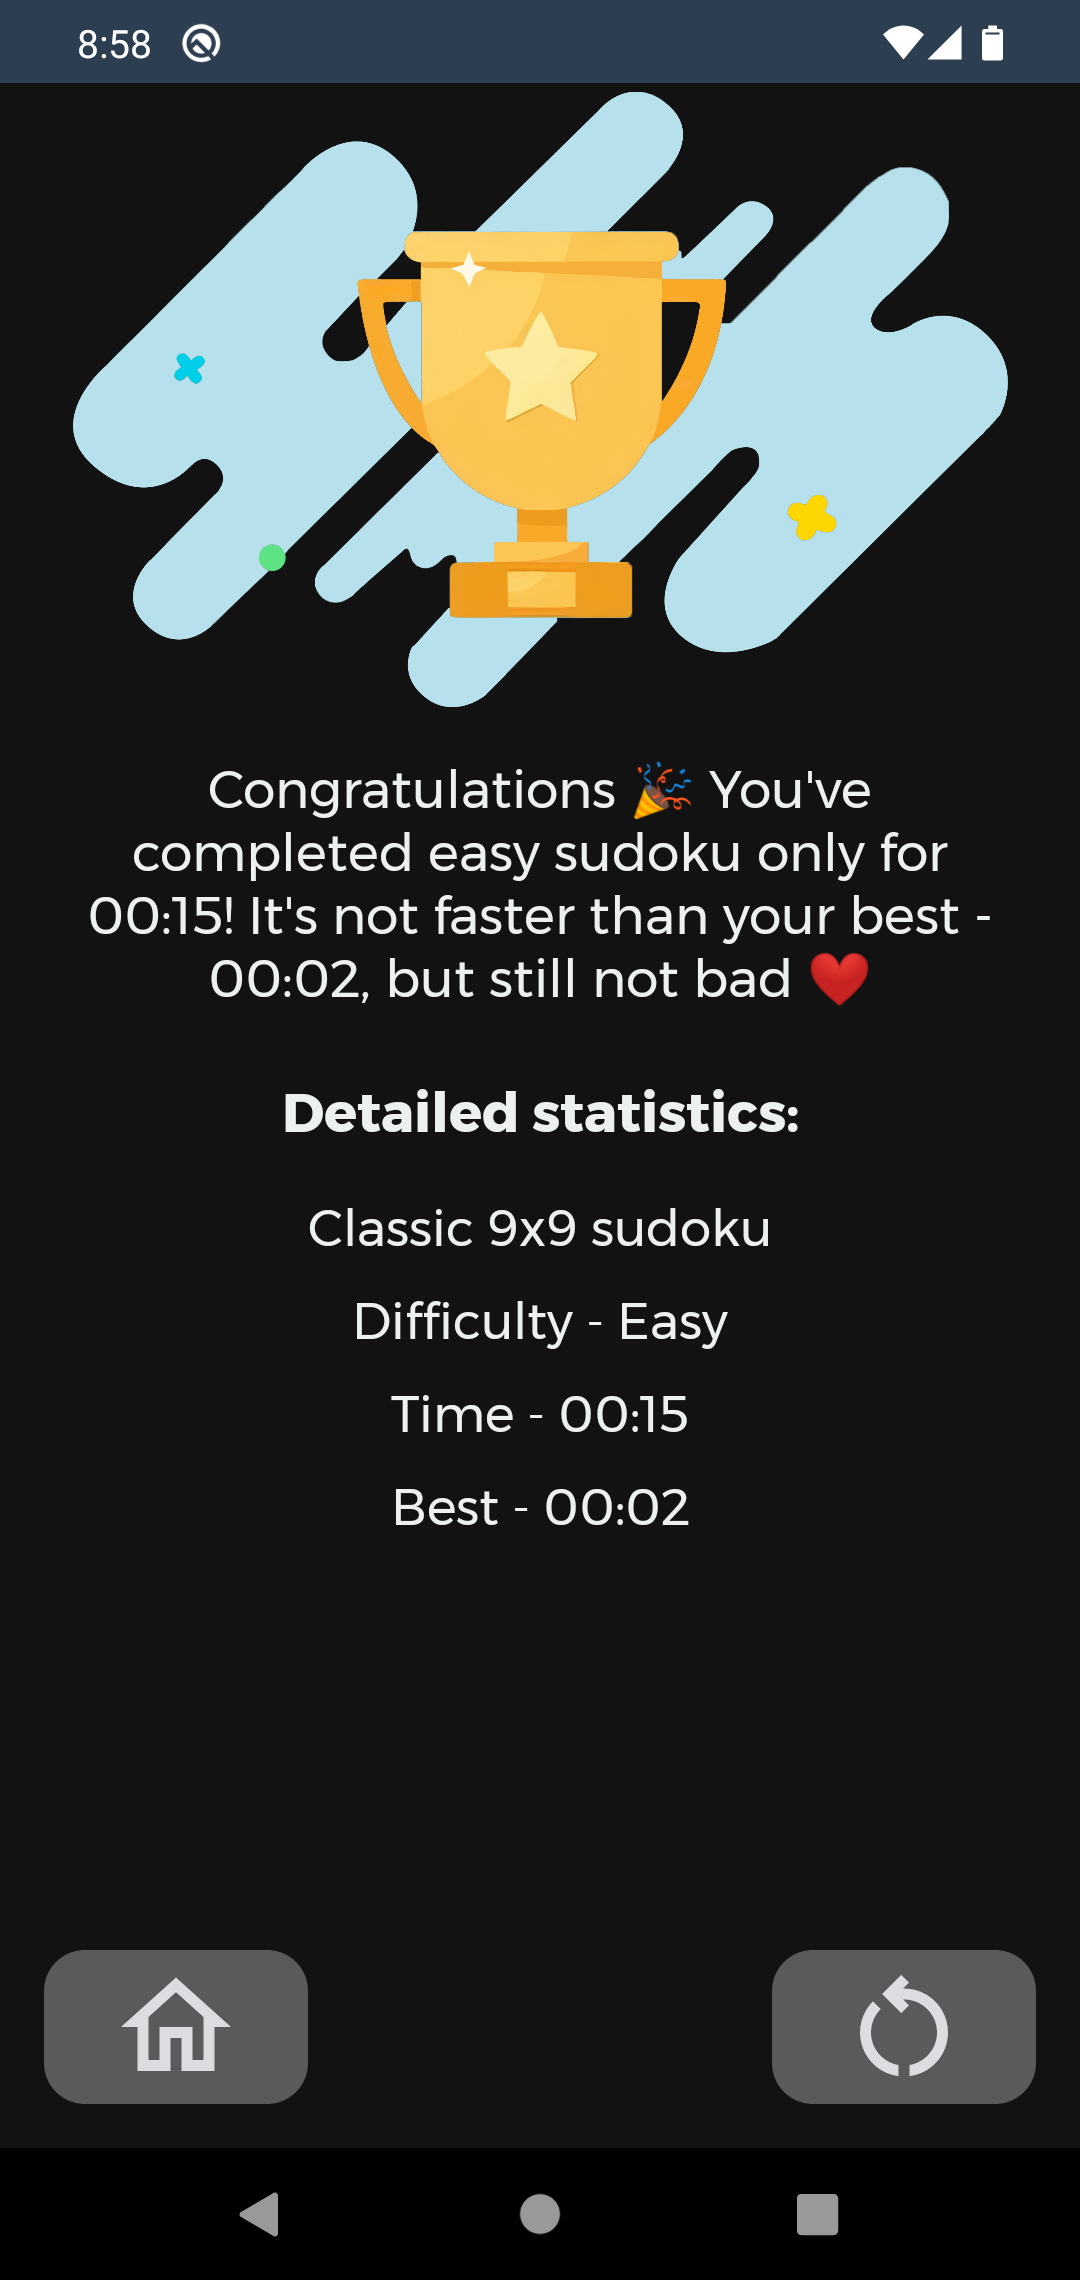 8:58
Congratulations 🎉 You've
completed easy sudoku only for
00:15! It's not faster than your best -
00:02, but still not bad ❤️
Detailed statistics:
Classic 9x9 sudoku
Difficulty - Easy
Time - 00:15
Best - 00:02